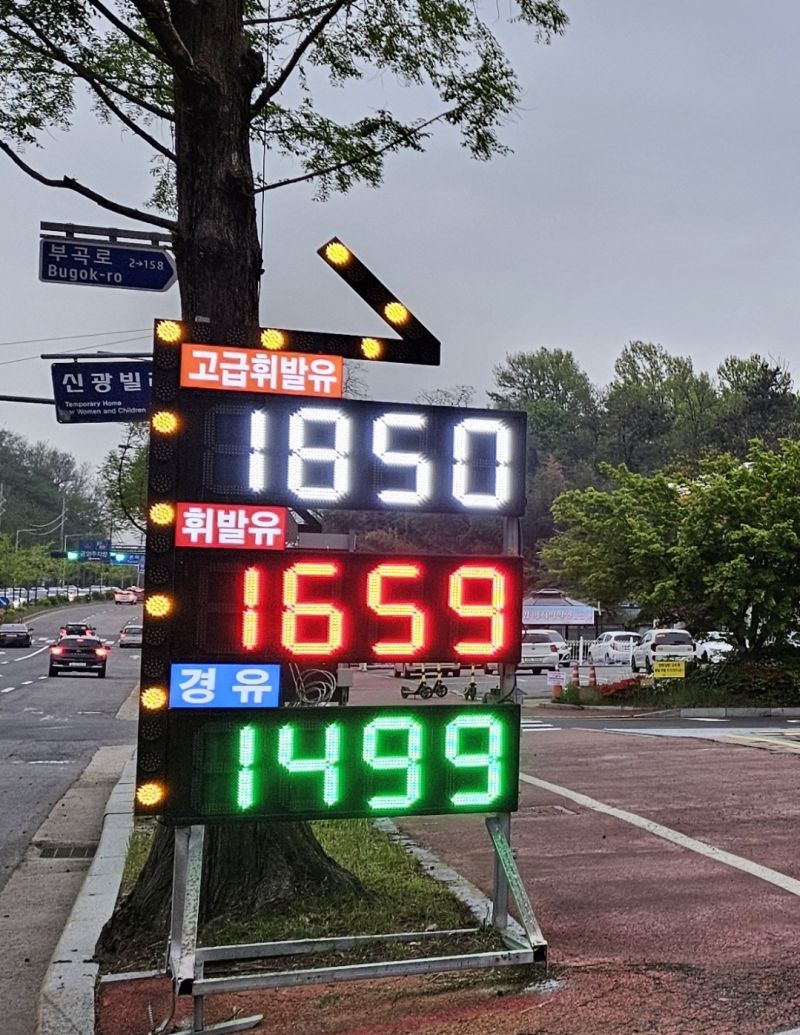 부곡로 2→158
Bugok-ro
신광빌
Temporary Home
for Women and Children
고급휘발유
1850
휘발유
1659
경유
1499